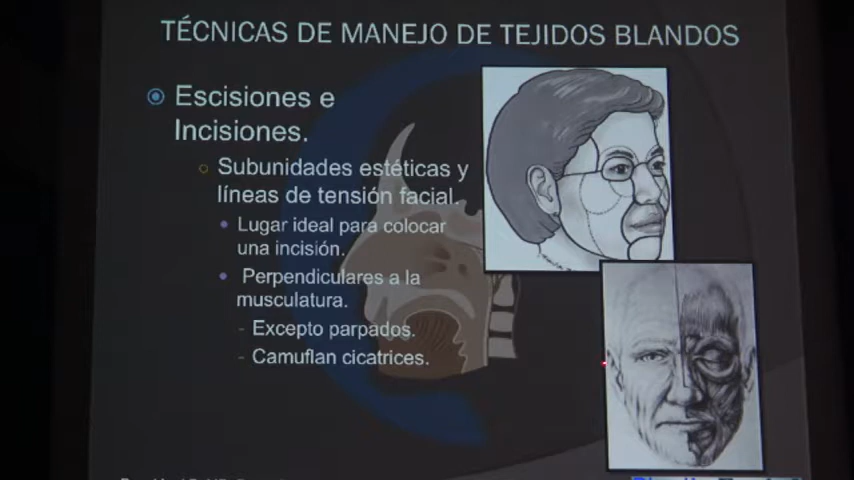 TÉCNICAS DE MANEJO DE TEJIDOS BLANDOS
Escisiones e
Incisiones.
Subunidades estéticas y
líneas de tensión facial.
Lugar ideal para colocar
una incisión.
Perpendiculares a la
musculatura.
- Excepto parpados.
- Camuflan cicatrices.